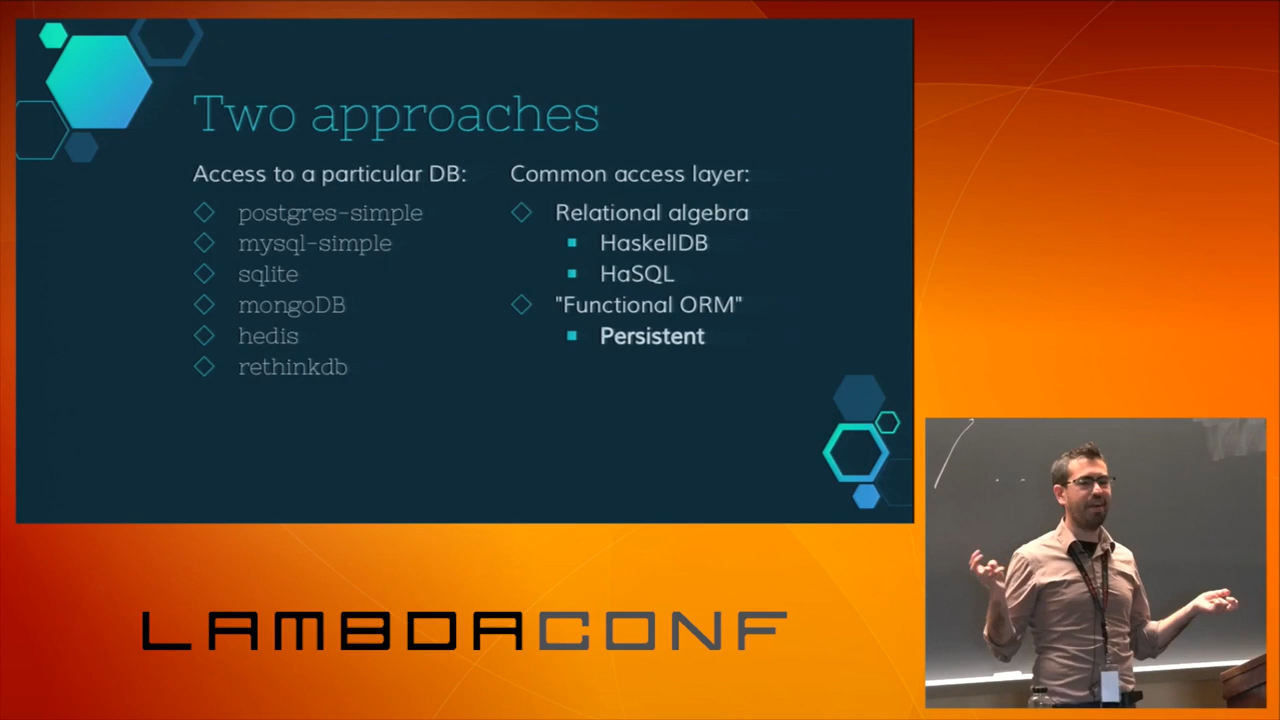 Two approaches
Access to a particular DB:
postgres-simple
mysql-simple
sqlite
mongoDB
hedis
rethinkdb
Common access layer:
Relational algebra
HaskellDB
HaSQL
"Functional ORM"
Persistent
LAMBDACONF